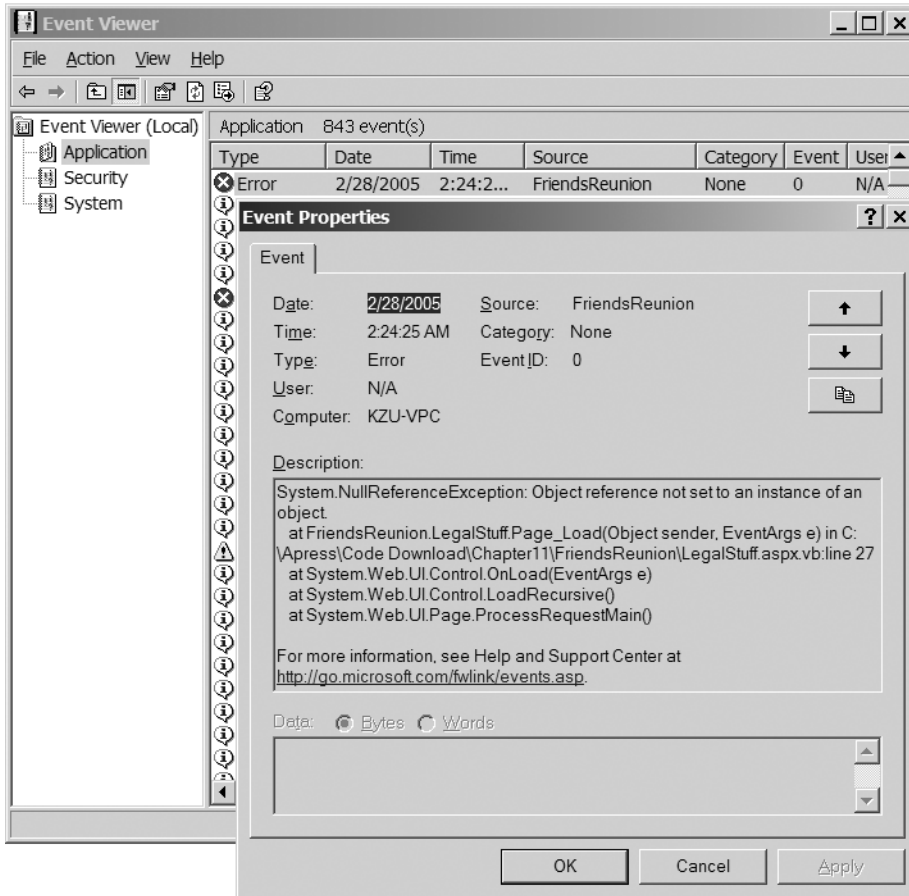 Event Viewer
File Action View Help
Event Viewer (Local)
Application
Security
System
Application 843 event(s)
Type Date Time Source Category Event User
Error 2/28/2005 2:24:2... FriendsReunion None 0 N/A
Event Properties
Event
Date: 2/28/2005 Source: FriendsReunion
Time: 2:24:25 AM Category: None
Type: Error Event ID: 0
User: N/A
Computer: KZU-VPC
Description:
System.NullReferenceException: Object reference not set to an instance of an
object.
at FriendsReunion.LegalStuff.Page_Load(Object sender, EventArgs e) in C:
\Apress\Code Download\Chapter11\FriendsReunion\LegalStuff.aspx.vb:line 27
at System.Web.UI.Control.OnLoad(EventArgs e)
at System.Web.UI.Control.LoadRecursive()
at System.Web.UI.Page.ProcessRequestMain()
For more information, see Help and Support Center at
http://go.microsoft.com/fwlink/events.asp.
Data: Bytes Words
OK Cancel Apply